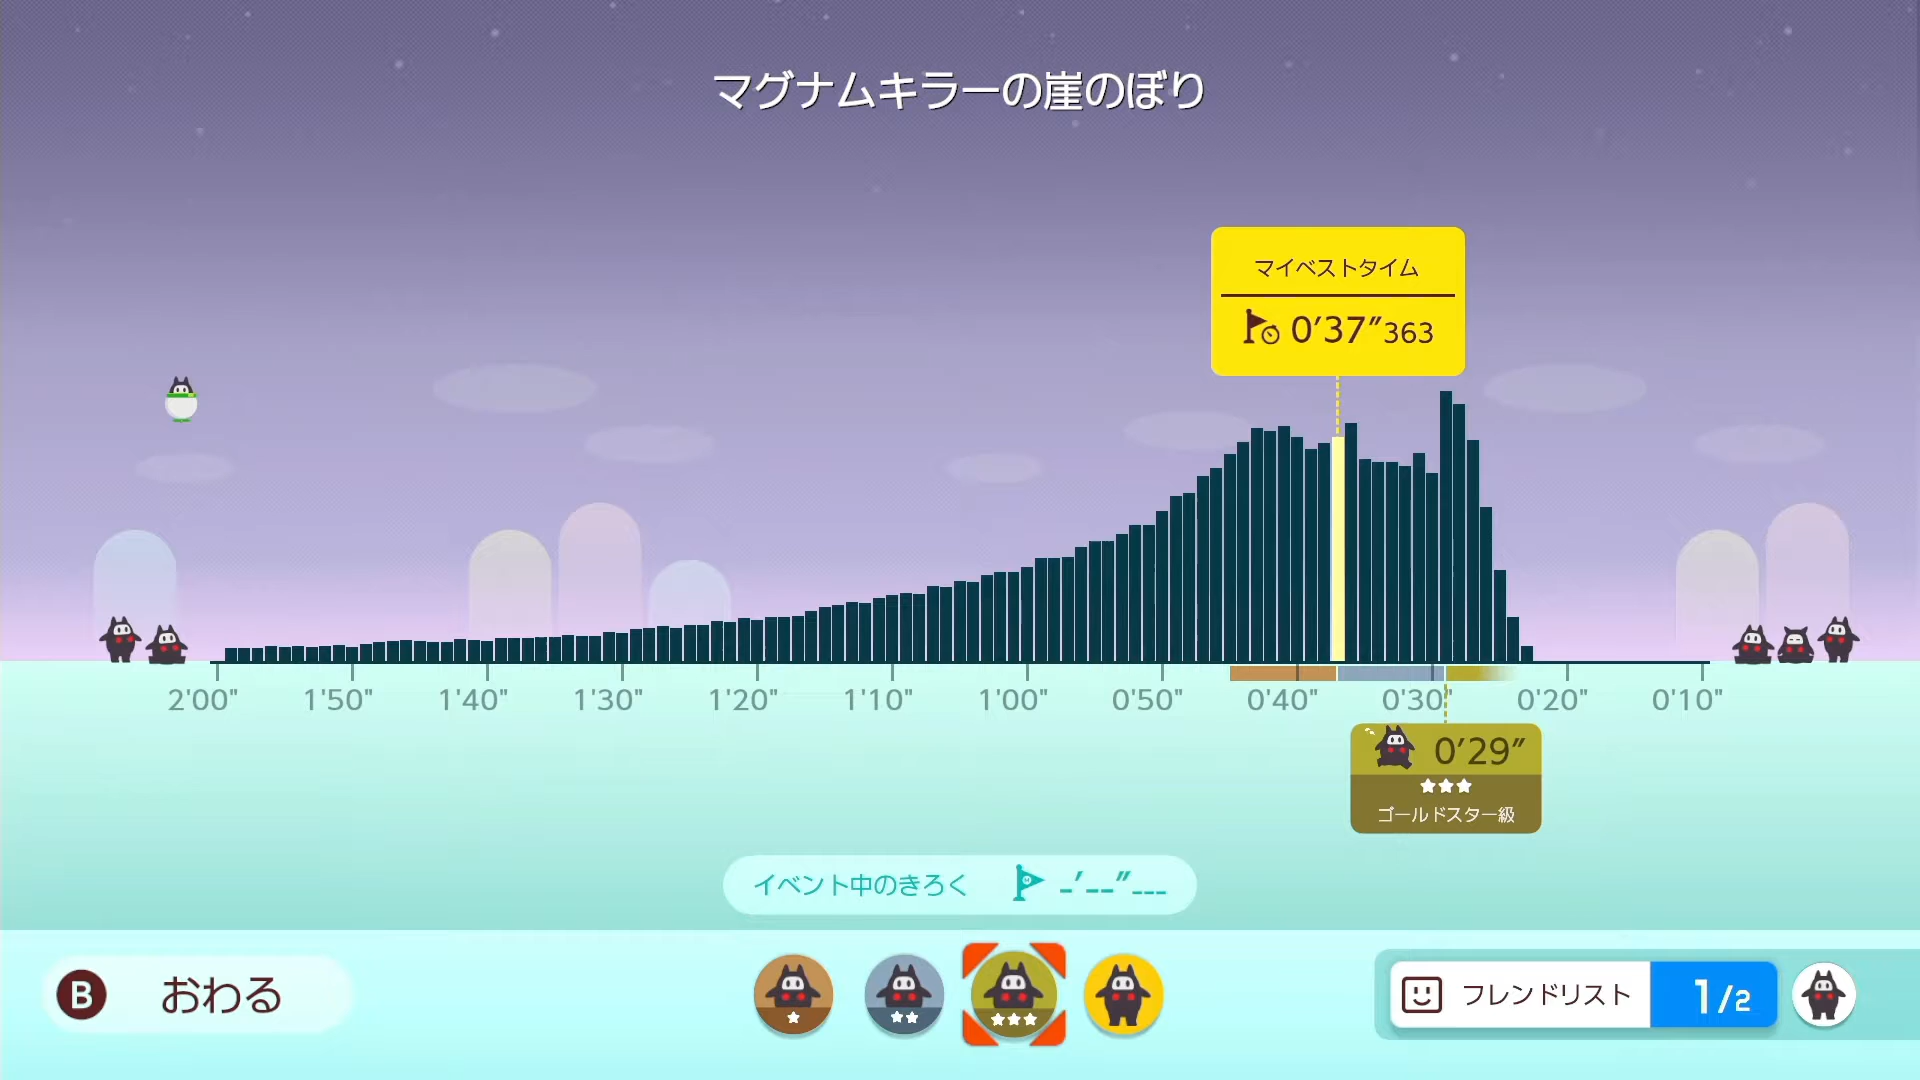 マグナムキラーの崖のぼり
マイベストタイム
0'37"363
2'00" 1'50" 1'40" 1'30" 1'20" 1'10" 1'00" 0'50" 0'40" 0'30" 0'20" 0'10"
0'29"
ゴールドスター級
イベント中のきろく -'--"---
B おわる
フレンドリスト 1/2